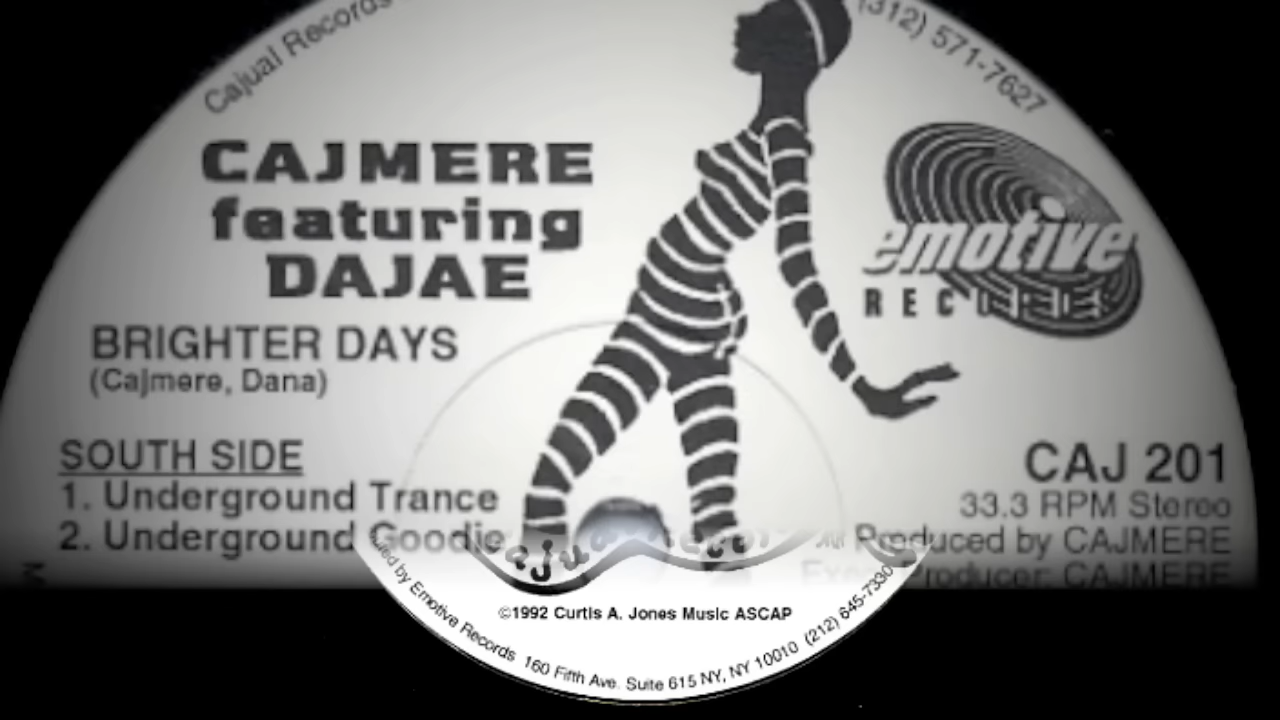 Cajual Records
(312) 571-7627
CAJMERE
featuring
DAJAE
emotive
BRIGHTER DAYS
(Cajmere, Dana)
SOUTH SIDE
1. Underground Trance
2. Underground Goodie
CAJ 201
33.3 RPM Stereo
Produced by CAJMERE
Producer: CAJMERE
©1992 Curtis A. Jones Music ASCAP
by Emotive Records 160 Fifth Ave. Suite 615 NY, NY 10010 (212) 645-7330